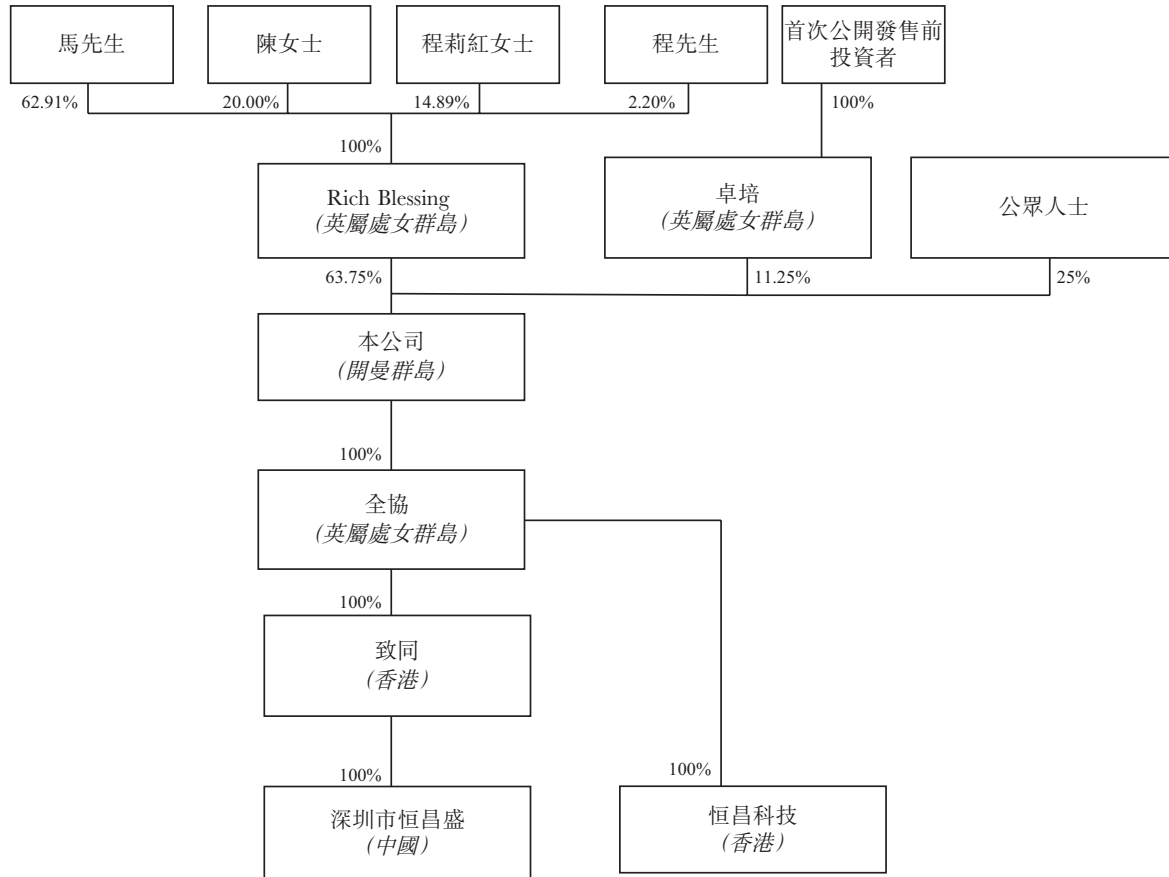 馬先生
陳女士
程莉紅女士
程先生
首次公開發售前
投資者
62.91%
20.00%
14.89%
2.20%
100%
100%
Rich Blessing
(英屬處女群島)
卓培
(英屬處女群島)
公眾人士
63.75%
11.25%
25%
本公司
(開曼群島)
100%
全協
(英屬處女群島)
100%
致同
(香港)
100%
100%
深圳市恒昌盛
(中國)
恒昌科技
(香港)